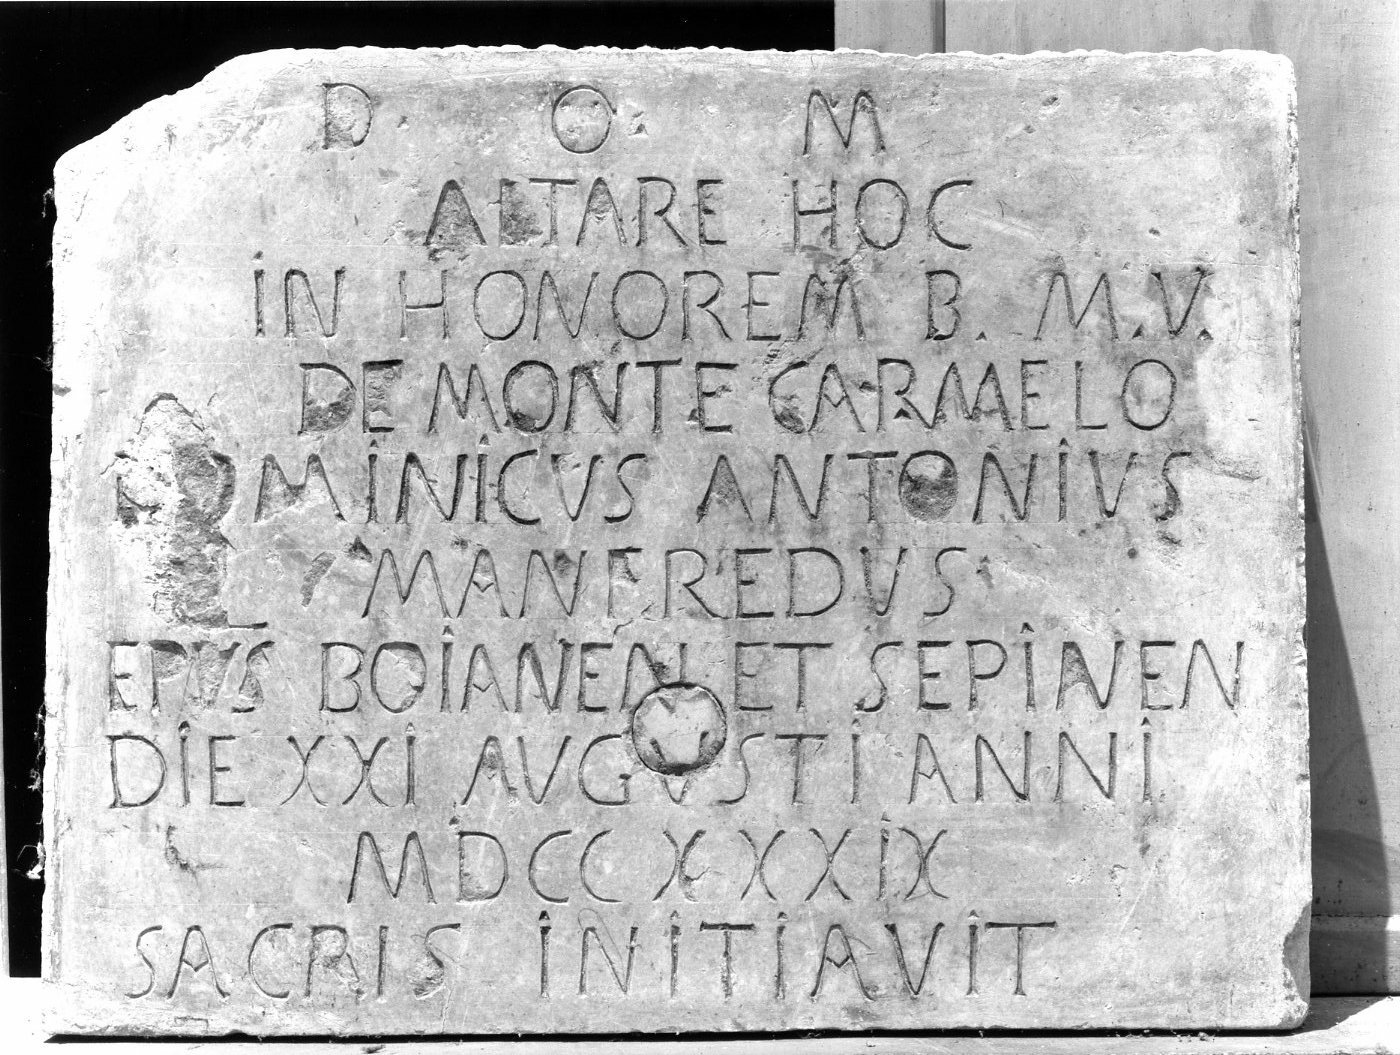 D. O. M
ALTARE HOC
IN HONOREM B. M. V.
DE MONTE CARMELO
DOMINICUS ANTONIVS
MANFREDVS
EPVS BOIANEN ET SEPINEN
DIE XXI AVGVSTI ANNI
MDCCXXXIX
SACRIS INITIAVIT